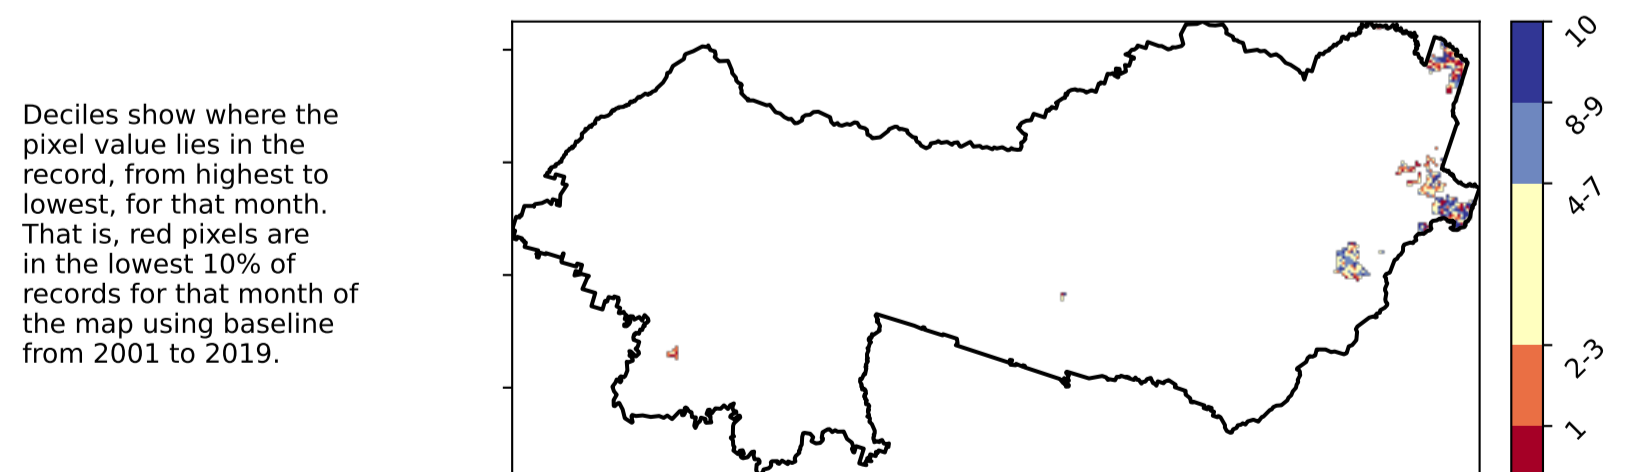 Deciles show where the
pixel value lies in the
record, from highest to
lowest, for that month.
That is, red pixels are
in the lowest 10% of
records for that month of
the map using baseline
from 2001 to 2019.
10
8-9
4-7
2-3
1